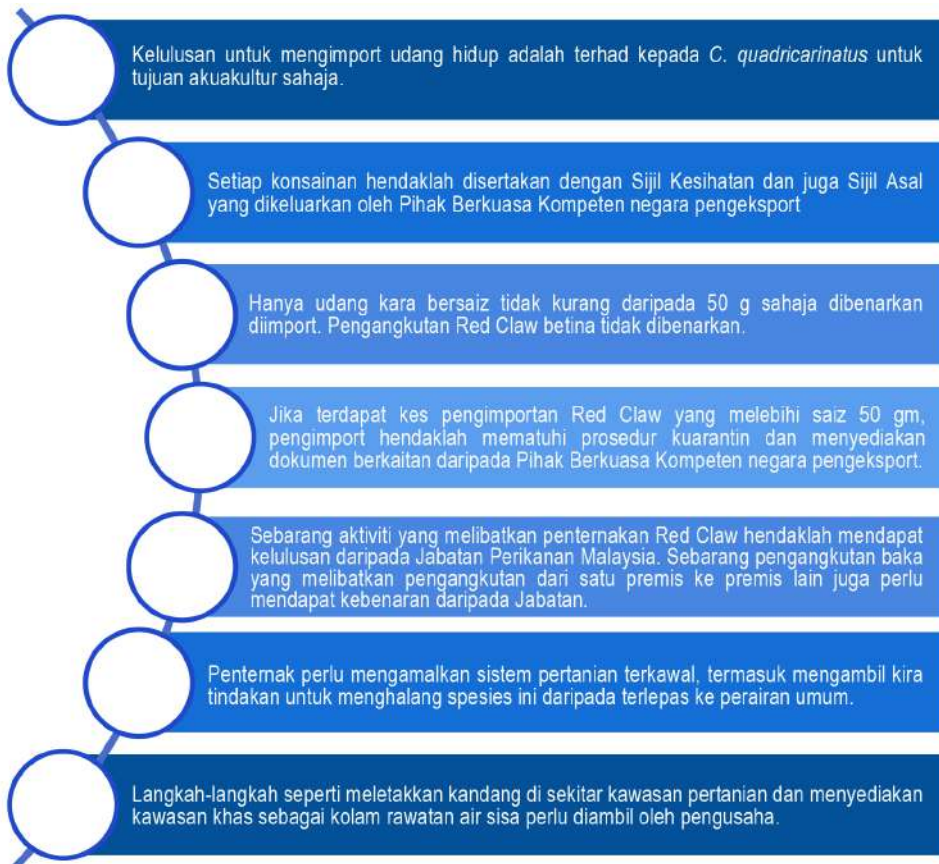 Kelulusan untuk mengimport udang hidup adalah terhad kepada C. quadricarinatus untuk
tujuan akuakultur sahaja.
Setiap konsainan hendaklah disertakan dengan Sijil Kesihatan dan juga Sijil Asal
yang dikeluarkan oleh Pihak Berkuasa Kompeten negara pengeksport
Hanya udang kara bersaiz tidak kurang daripada 50 g sahaja dibenarkan
diimport. Pengangkutan Red Claw betina tidak dibenarkan.
Jika terdapat kes pengimportan Red Claw yang melebihi saiz 50 gm,
pengimport hendaklah mematuhi prosedur kuarantin dan menyediakan
dokumen berkaitan daripada Pihak Berkuasa Kompeten negara pengeksport.
Sebarang aktiviti yang melibatkan penternakan Red Claw hendaklah mendapat
kelulusan daripada Jabatan Perikanan Malaysia. Sebarang pengangkutan baka
yang melibatkan pengangkutan dari satu premis ke premis lain juga perlu
mendapat kebenaran daripada Jabatan.
Penternak perlu mengamalkan sistem pertanian terkawal, termasuk mengambil kira
tindakan untuk menghalang spesies ini daripada terlepas ke perairan umum.
Langkah-langkah seperti meletakkan kandang di sekitar kawasan pertanian dan menyediakan
kawasan khas sebagai kolam rawatan air sisa perlu diambil oleh pengusaha.